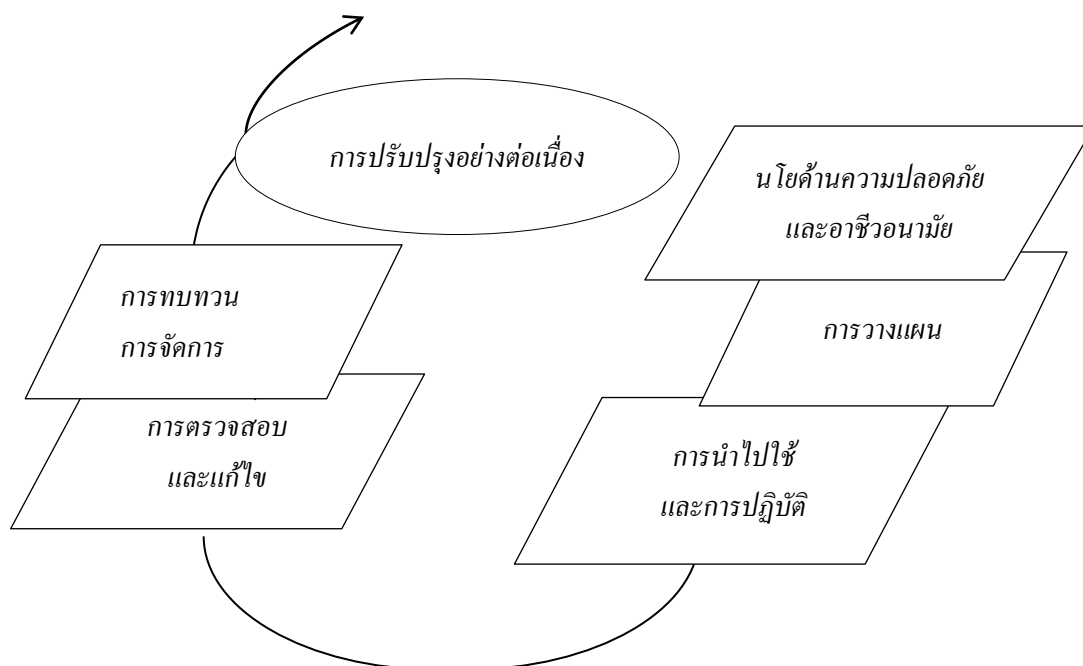 การปรับปรุงอย่างต่อเนื่อง
นโยด้านความปลอดภัย
และอาชีวอนามัย
การทบทวน
การจัดการ
การวางแผน
การตรวจสอบ
และแก้ไข
การนำไปใช้
และการปฏิบัติ